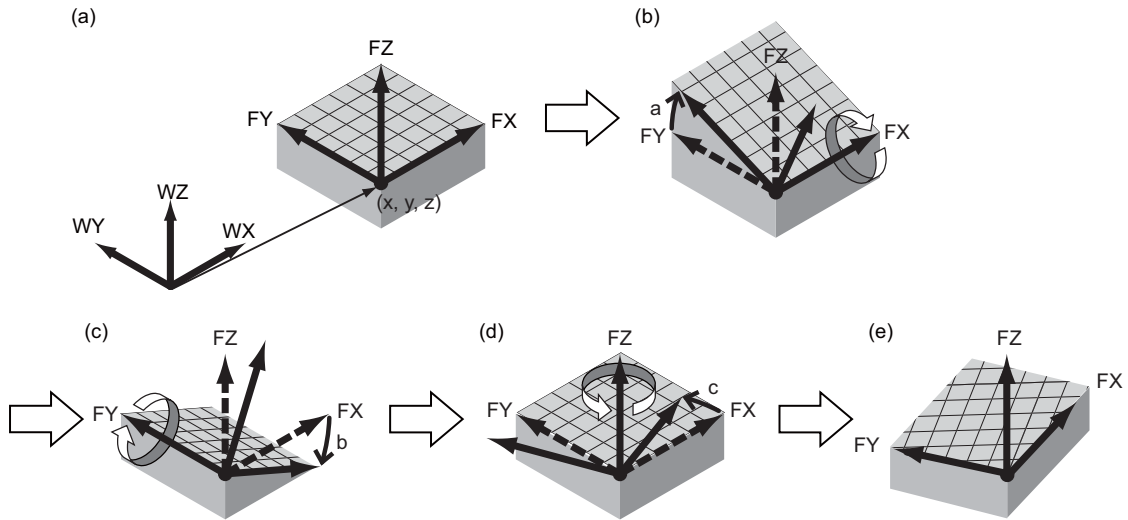 (a)
FZ
FY
FX
(x, y, z)
WZ
WY
WX
(b)
FZ
a
FY
FX
(c)
FZ
FY
FX
b
(d)
FZ
c
FY
FX
(e)
FZ
FX
FY